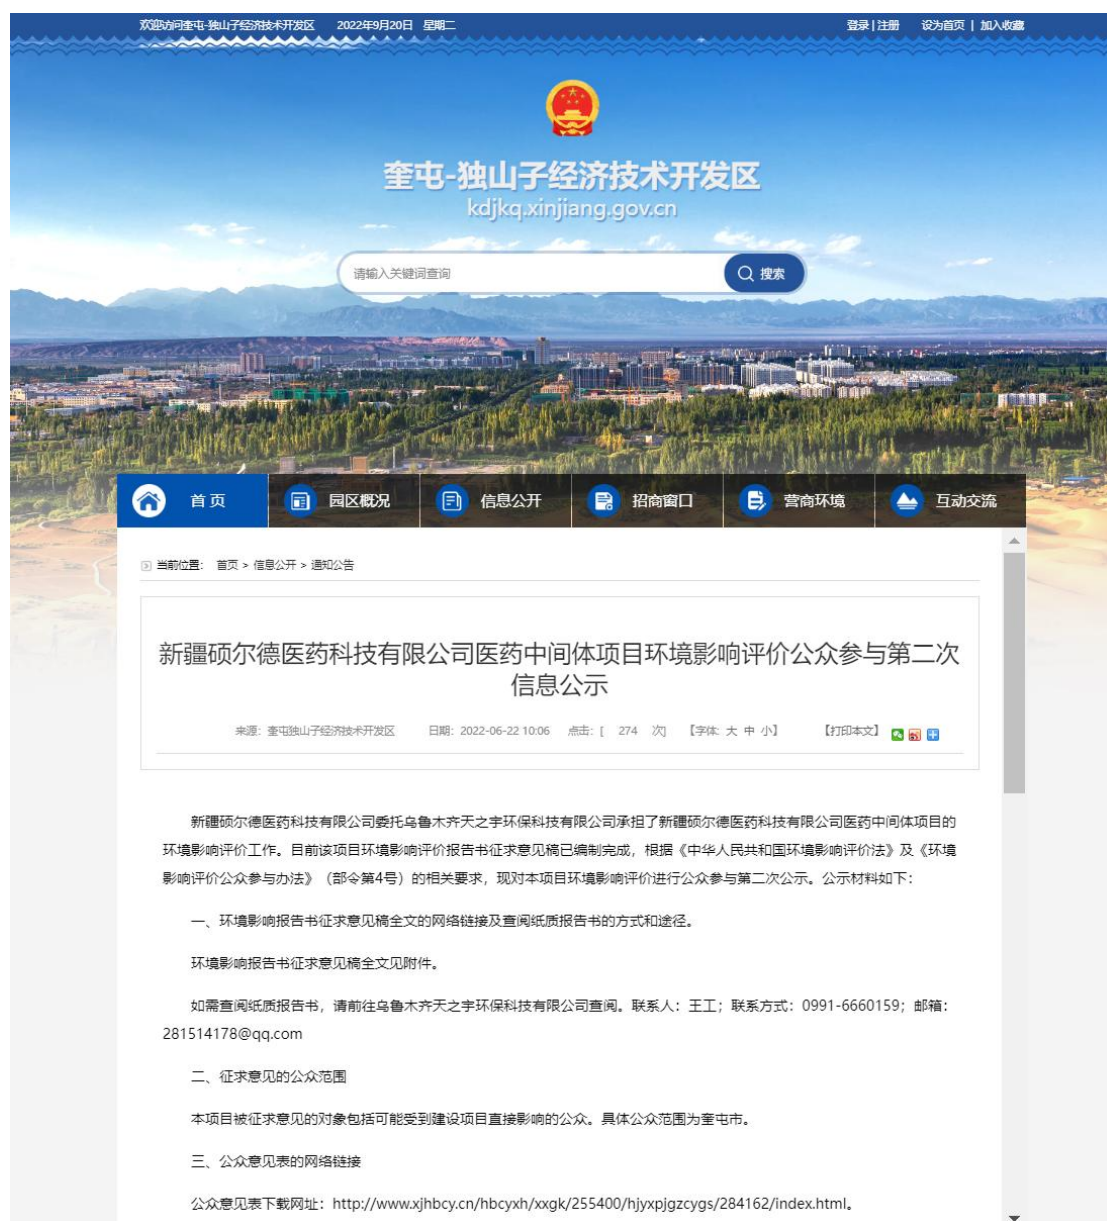 欢迎访问奎屯-独山子经济技术开发区 2022年9月20日 星期二 登录 | 注册 设为首页 | 加入收藏
奎屯-独山子经济技术开发区
kdjkq.xinjiang.gov.cn
请输入关键词查询 搜索
首 页 园区概况 信息公开 招商窗口 营商环境 互动交流
当前位置： 首页 > 信息公开 > 通知公告
新疆硕尔德医药科技有限公司医药中间体项目环境影响评价公众参与第二次
信息公示
来源：奎屯独山子经济技术开发区 日期：2022-06-22 10:06 点击：[ 274 次] 【字体: 大 中 小】 【打印本文】
新疆硕尔德医药科技有限公司委托乌鲁木齐天之宇环保科技有限公司承担了新疆硕尔德医药科技有限公司医药中间体项目的
环境影响评价工作。目前该项目环境影响评价报告书征求意见稿已编制完成，根据《中华人民共和国环境影响评价法》及《环境
影响评价公众参与办法》（部令第4号）的相关要求，现对本项目环境影响评价进行公众参与第二次公示。公示材料如下：
一、环境影响报告书征求意见稿全文的网络链接及查阅纸质报告书的方式和途径。
环境影响报告书征求意见稿全文见附件。
如需查阅纸质报告书，请前往乌鲁木齐天之宇环保科技有限公司查阅。联系人：王工；联系方式：0991-6660159；邮箱：
281514178@qq.com
二、征求意见的公众范围
本项目被征求意见的对象包括可能受到建设项目直接影响的公众。具体公众范围为奎屯市。
三、公众意见表的网络链接
公众意见表下载网址：http://www.xjhbcy.cn/hbcyxh/xxgk/255400/hjyxpjgzcygs/284162/index.html。